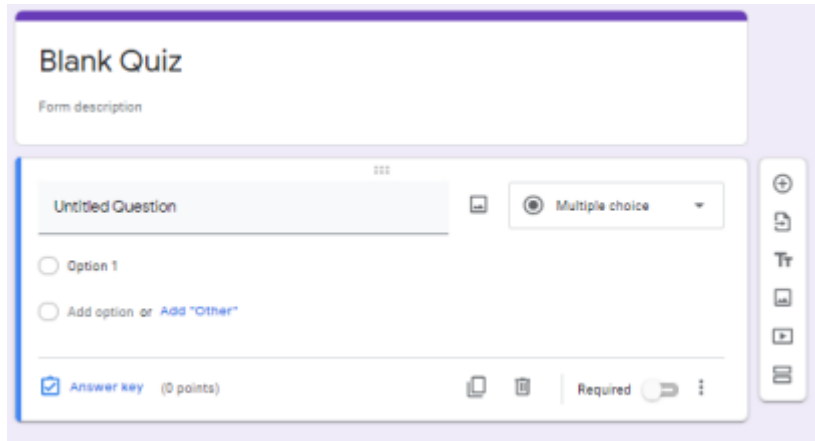 Blank Quiz
Form description
Untitled Question
Multiple choice
Option 1
Add option or Add "Other"
Answer key (0 points)
Required
Tт